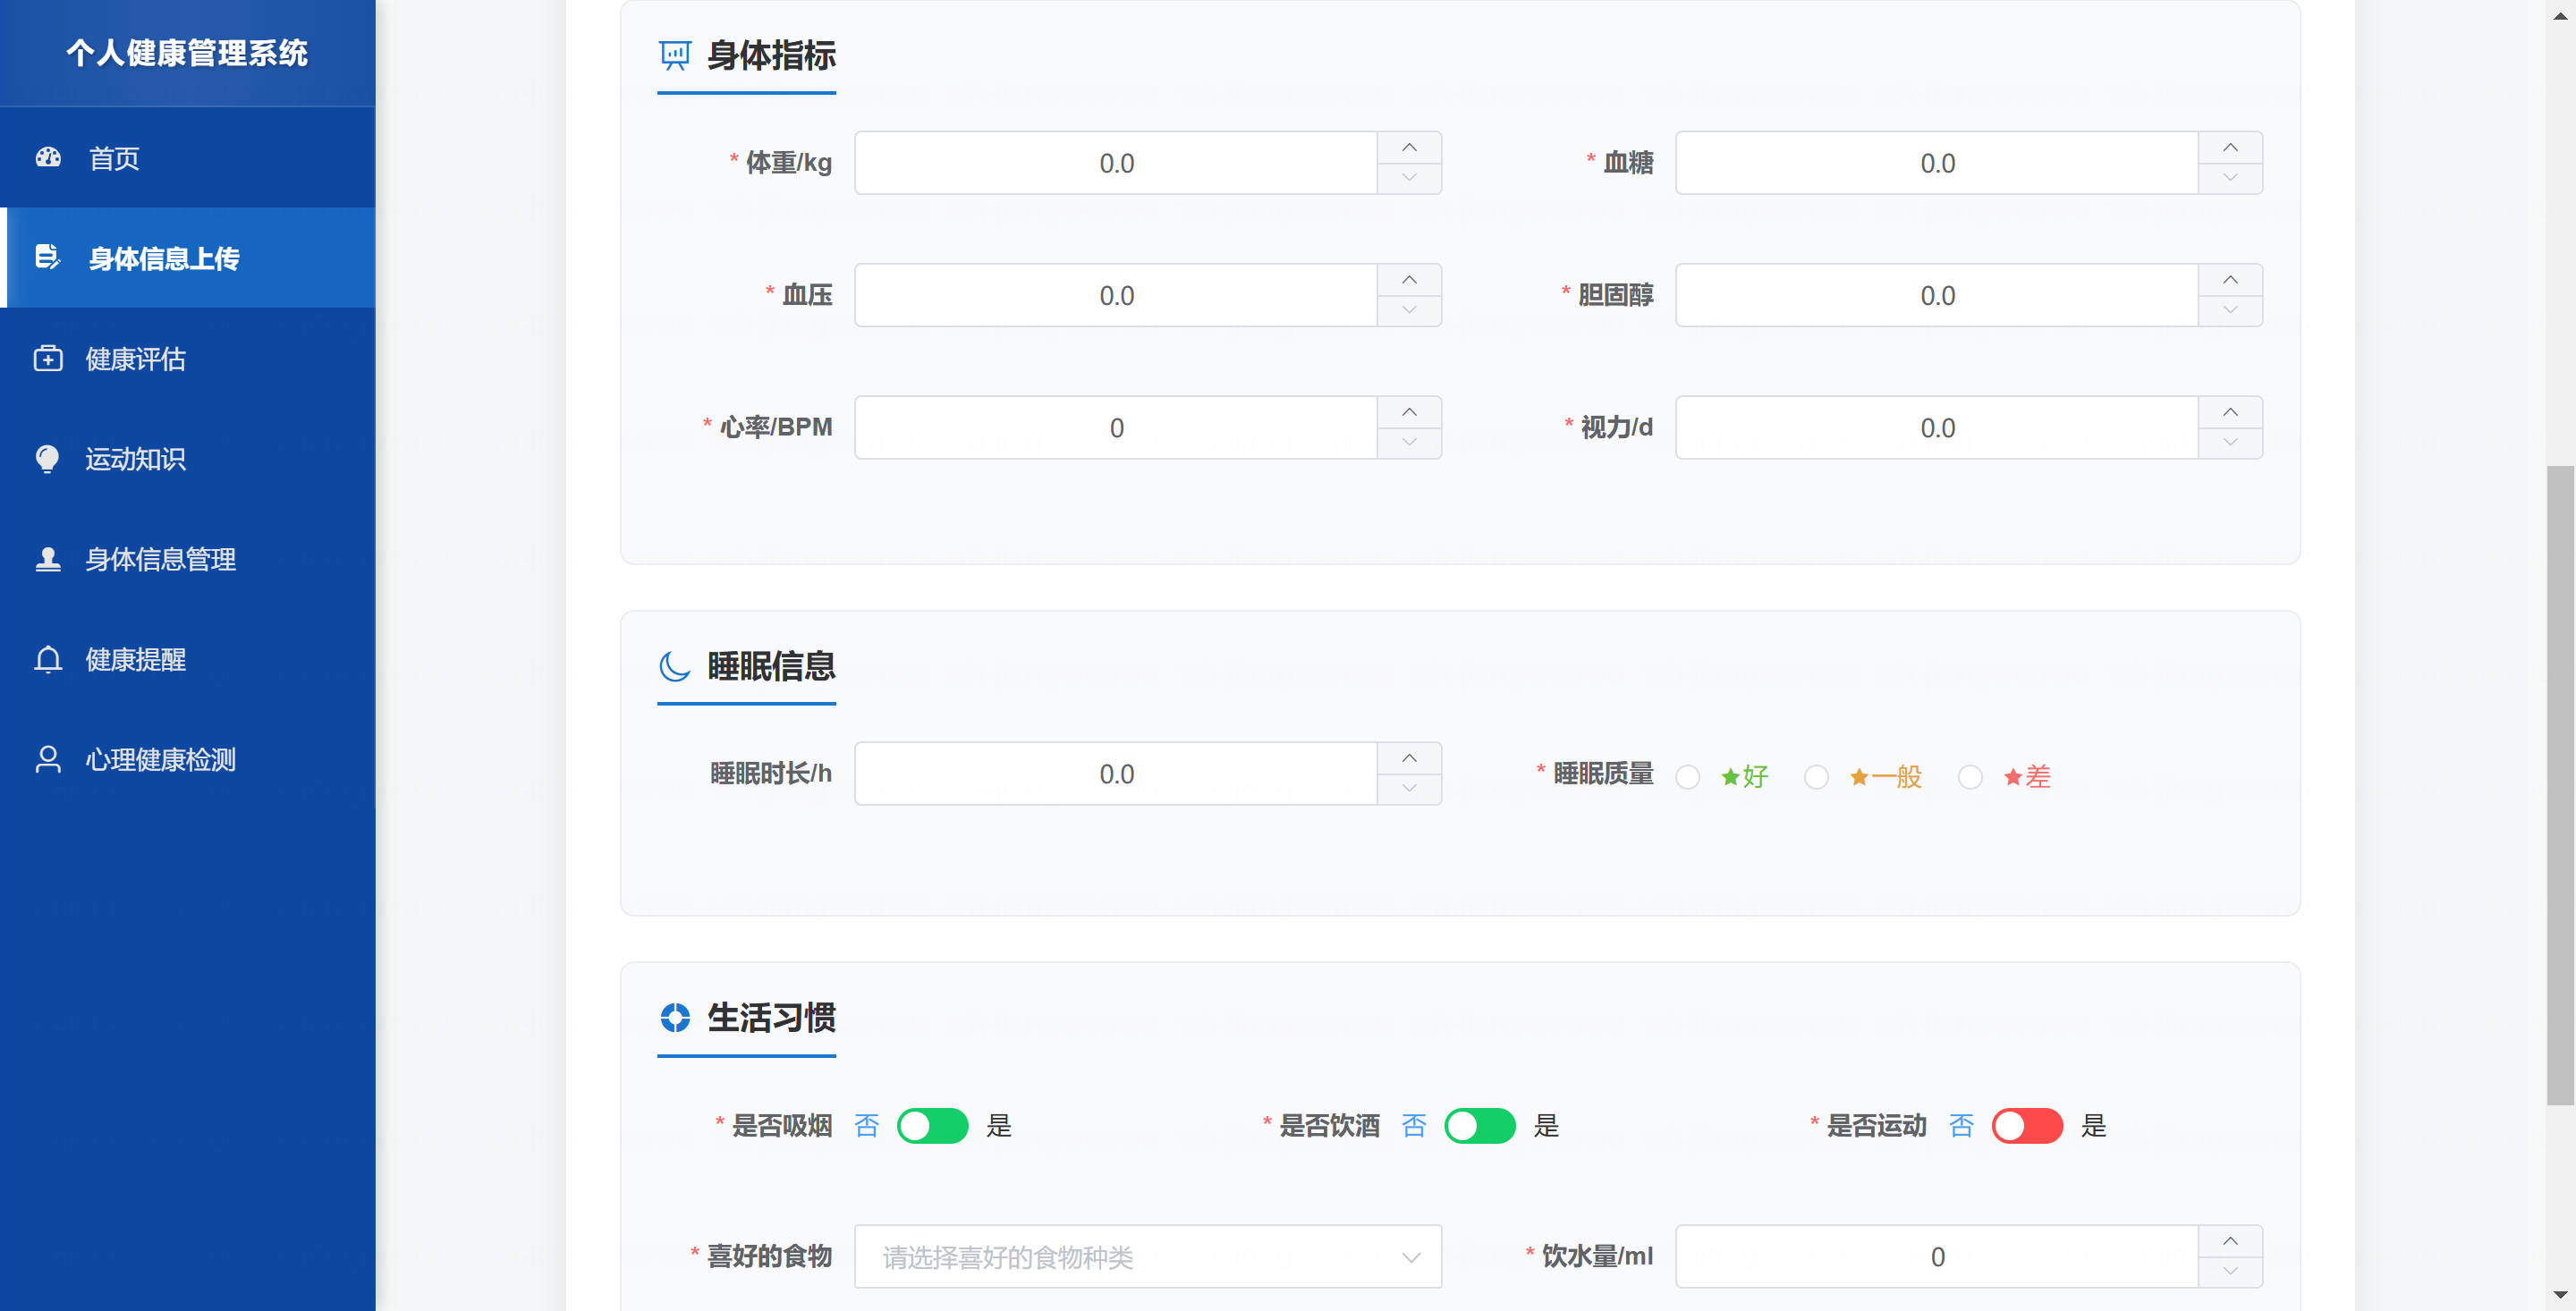 个人健康管理系统
首页
身体信息上传
健康评估
运动知识
身体信息管理
健康提醒
心理健康检测
身体指标
* 体重/kg 0.0 * 血糖 0.0
* 血压 0.0 * 胆固醇 0.0
* 心率/BPM 0 * 视力/d 0.0
睡眠信息
睡眠时长/h 0.0 * 睡眠质量 ★好 ★一般 ★差
生活习惯
* 是否吸烟 否 是 * 是否饮酒 否 是 * 是否运动 否 是
* 喜好的食物 请选择喜好的食物种类 * 饮水量/ml 0